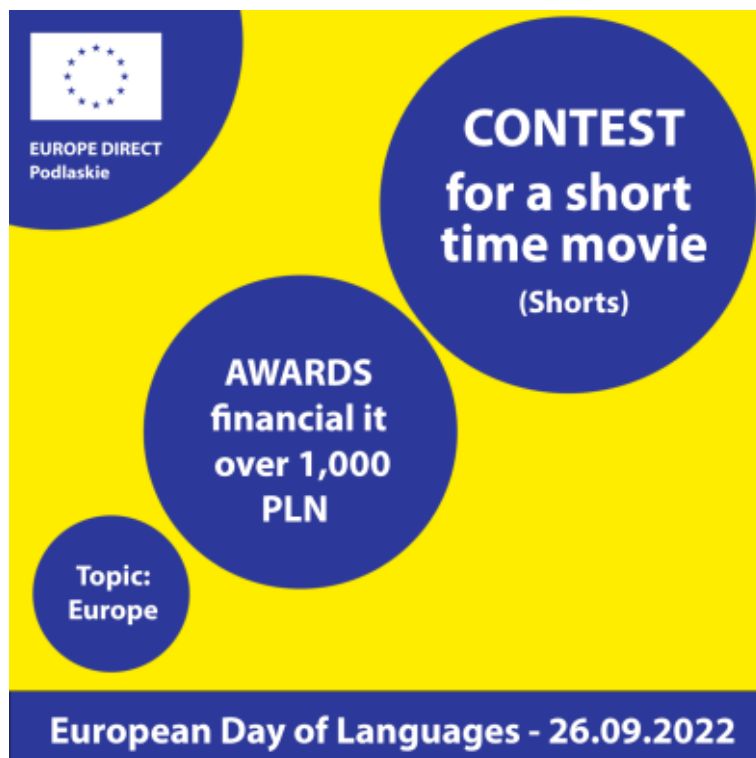 EUROPE DIRECT
Podlaskie
CONTEST
for a short
time movie
(Shorts)
AWARDS
financial it
over 1,000
PLN
Topic:
Europe
European Day of Languages - 26.09.2022